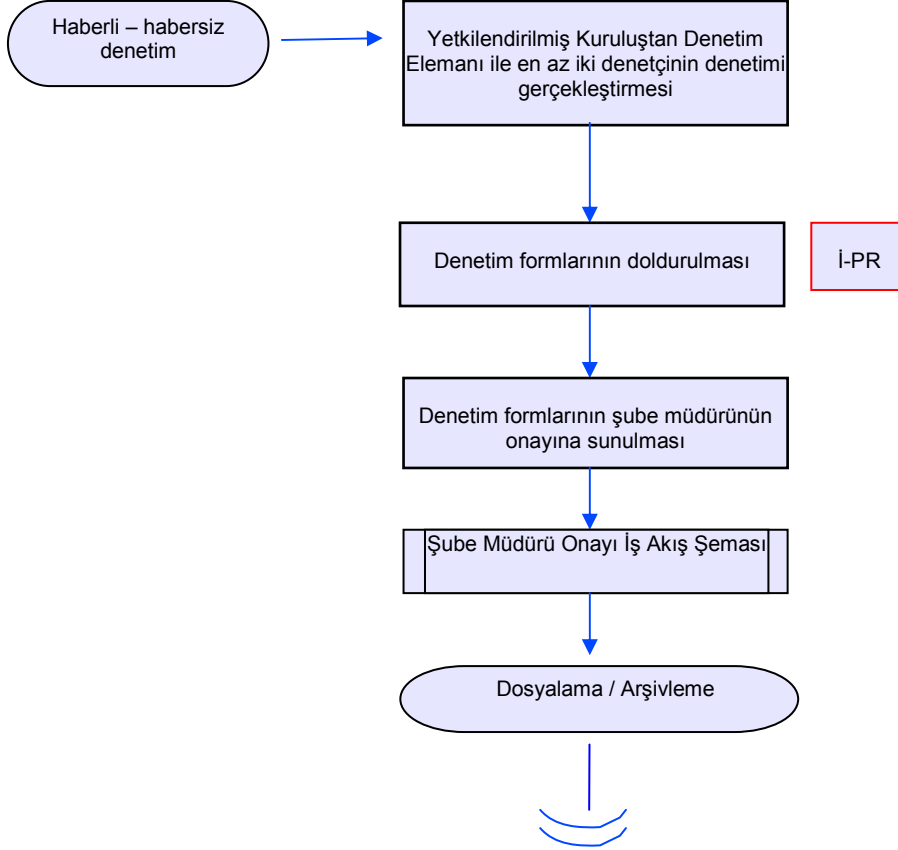 Haberli – habersiz
denetim
Yetkilendirilmiş Kuruluştan Denetim
Elemanı ile en az iki denetçinin denetimi
gerçekleştirmesi
Denetim formlarının doldurulması
İ-PR
Denetim formlarının şube müdürünün
onayına sunulması
Şube Müdürü Onayı İş Akış Şeması
Dosyalama / Arşivleme